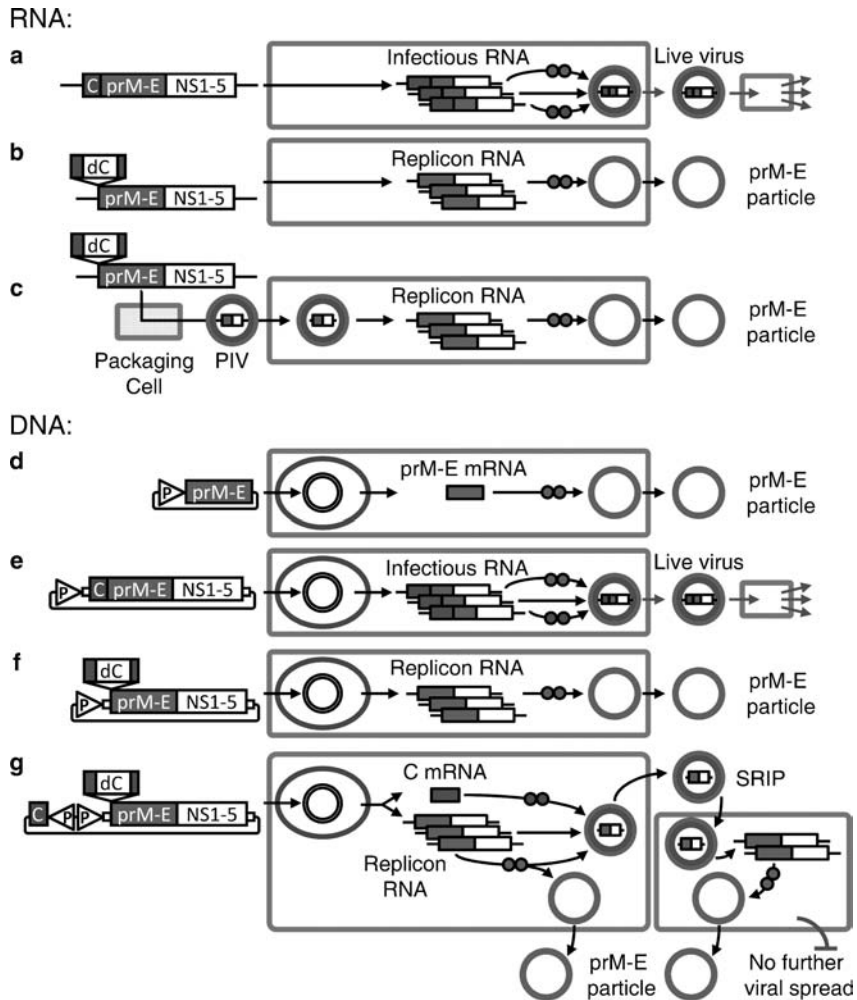 RNA:
a
C prM-E NS1-5
Infectious RNA
Live virus
b
dC
prM-E NS1-5
Replicon RNA
prM-E
particle
c
dC
prM-E NS1-5
Packaging
Cell
PIV
Replicon RNA
prM-E
particle
DNA:
d
P prM-E
prM-E mRNA
prM-E
particle
e
P C prM-E NS1-5
Infectious RNA
Live virus
f
dC
P prM-E NS1-5
Replicon RNA
prM-E
particle
g
dC
C P P prM-E NS1-5
C mRNA
Replicon
RNA
SRIP
prM-E
particle
No further
viral spread